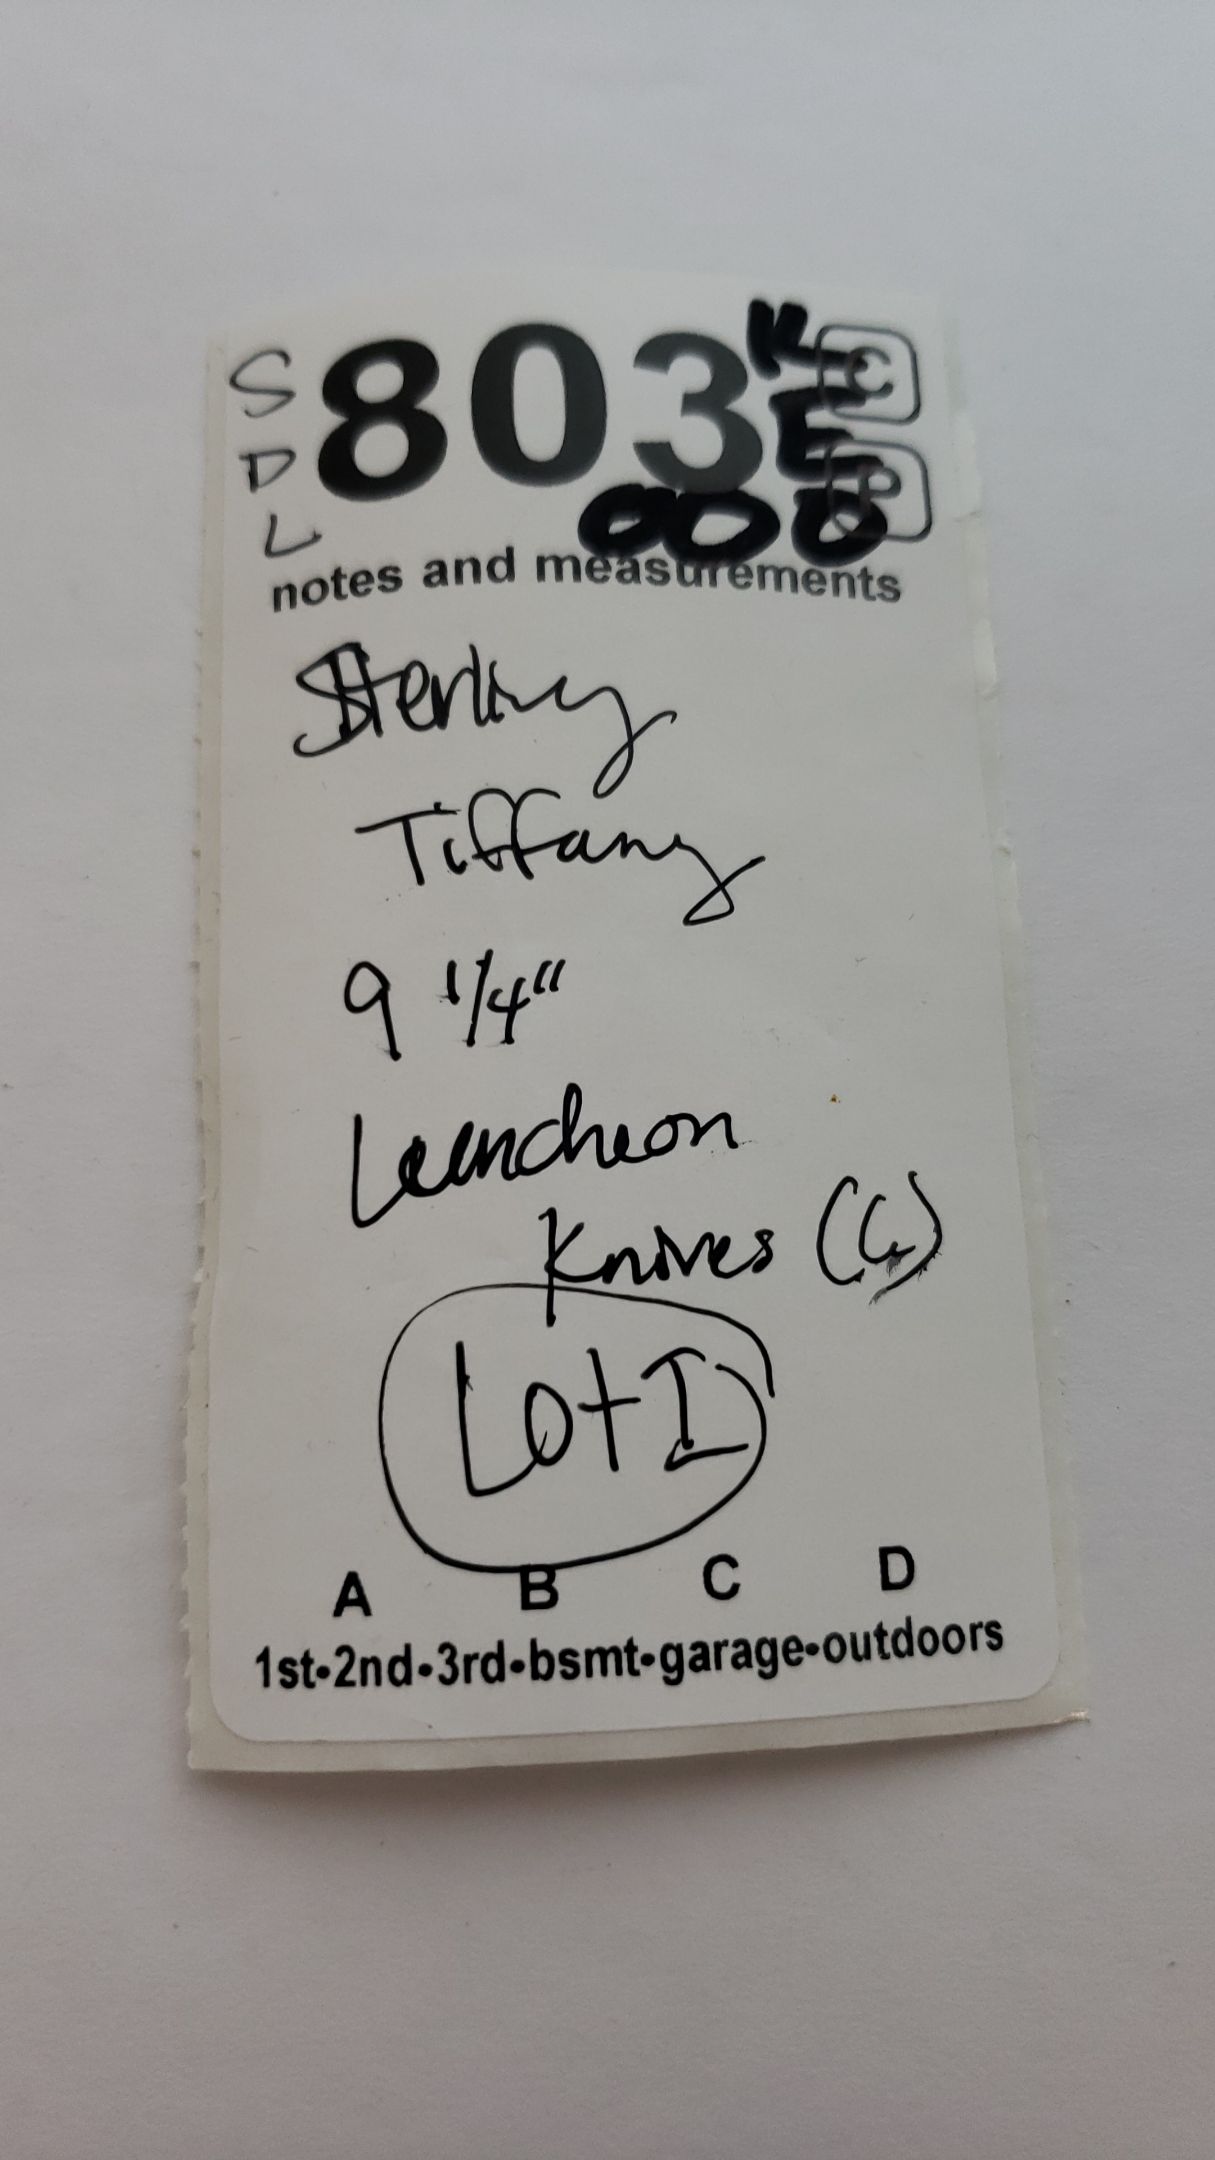 S 803 K C
D E P
L 000
notes and measurements
Sterling
Tiffany
9 1/4"
Luncheon
Knives (6)
Lot I
A B C D
1st•2nd•3rd•bsmt•garage•outdoors